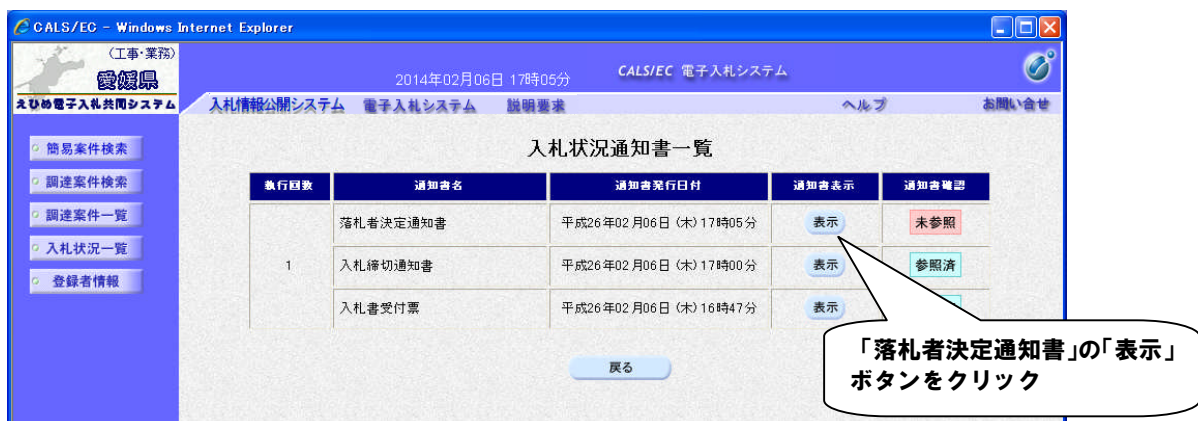 CALS/EC - Windows Internet Explorer
(工事・業務)
愛媛県
えひめ電子入札共同システム
2014年02月06日 17時05分
CALS/EC 電子入札システム
入札情報公開システム 電子入札システム 説明要求 ヘルプ お問い合せ
簡易案件検索
調達案件検索
調達案件一覧
入札状況一覧
登録者情報
入札状況通知書一覧
執行回数 通知書名 通知書発行日付 通知書表示 通知書確認
落札者決定通知書 平成26年02月06日（木）17時05分 表示 未参照
1 入札締切通知書 平成26年02月06日（木）17時00分 表示 参照済
入札書受付票 平成26年02月06日（木）16時47分 表示
戻る
「落札者決定通知書」の「表示」
ボタンをクリック